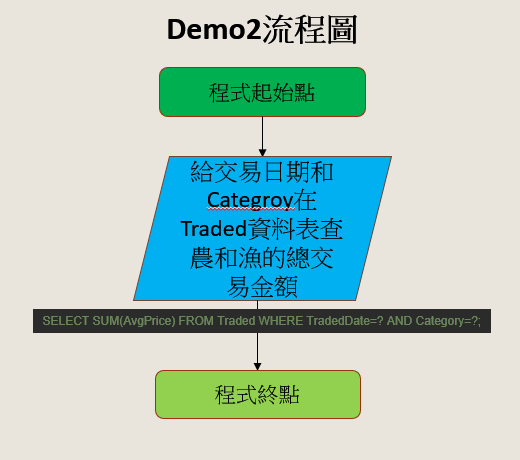 Demo2流程圖
程式起始點
給交易日期和
Categroy在
Traded資料表查
農和漁的總交
易金額
SELECT SUM(AvgPrice) FROM Traded WHERE TradedDate=? AND Category=?;
程式終點